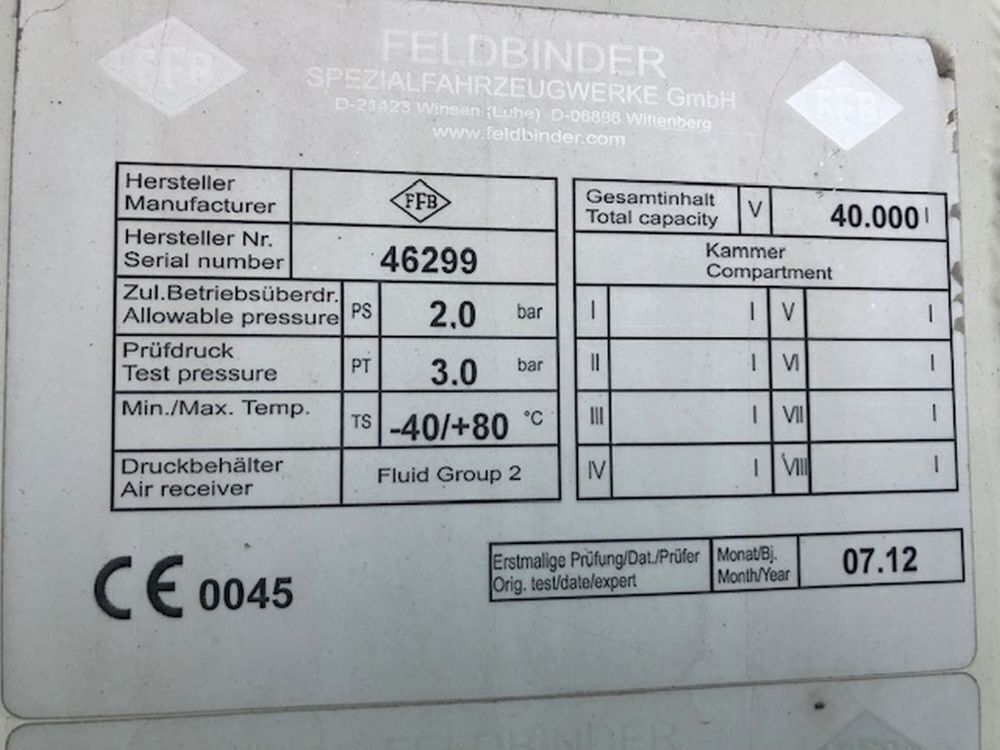 FFB
FELDBINDER
SPEZIALFAHRZEUGWERKE GmbH
D-21423 Winsen (Luhe) D-06896 Wittenberg
www.feldbinder.com
FFB
Hersteller
Manufacturer
FFB
Hersteller Nr.
Serial number
46299
Zul.Betriebsüberdr.
Allowable pressure
PS
2.0
bar
Prüfdruck
Test pressure
PT
3.0
bar
Min./Max. Temp.
TS
-40/+80
°C
Druckbehälter
Air receiver
Fluid Group 2
Gesamtinhalt
Total capacity
V
40.000 l
Kammer
Compartment
I l V l
II l VI l
III l VII l
IV l VIII l
CE 0045
Erstmalige Prüfung/Dat./Prüfer
Orig. test/date/expert
Monat/Bj.
Month/Year
07.12
FELDBINDER
FFB